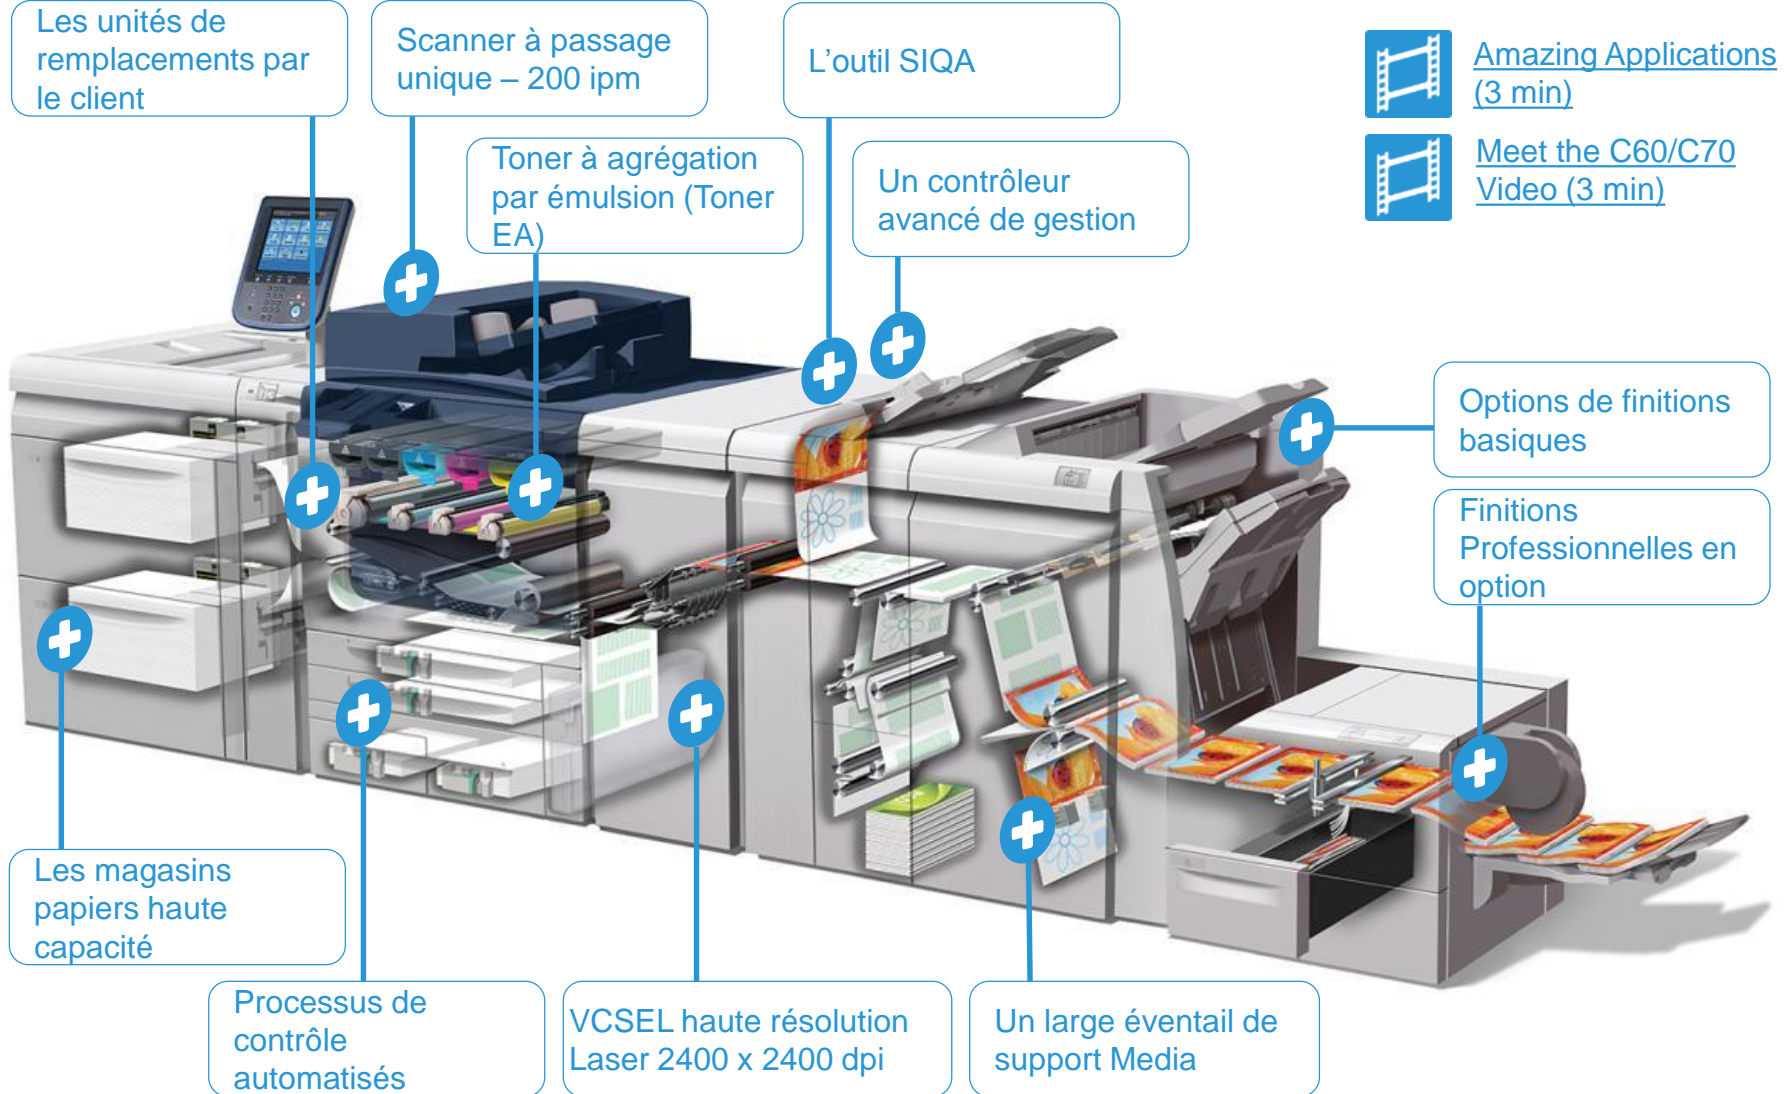 Les unités de
remplacements par
le client
Scanner à passage
unique – 200 ipm
L'outil SIQA
Amazing Applications
(3 min)
Toner à agrégation
par émulsion (Toner
EA)
Un contrôleur
avancé de gestion
Meet the C60/C70
Video (3 min)
Options de finitions
basiques
Finitions
Professionnelles en
option
Les magasins
papiers haute
capacité
Processus de
contrôle
automatisés
VCSEL haute résolution
Laser 2400 x 2400 dpi
Un large éventail de
support Media